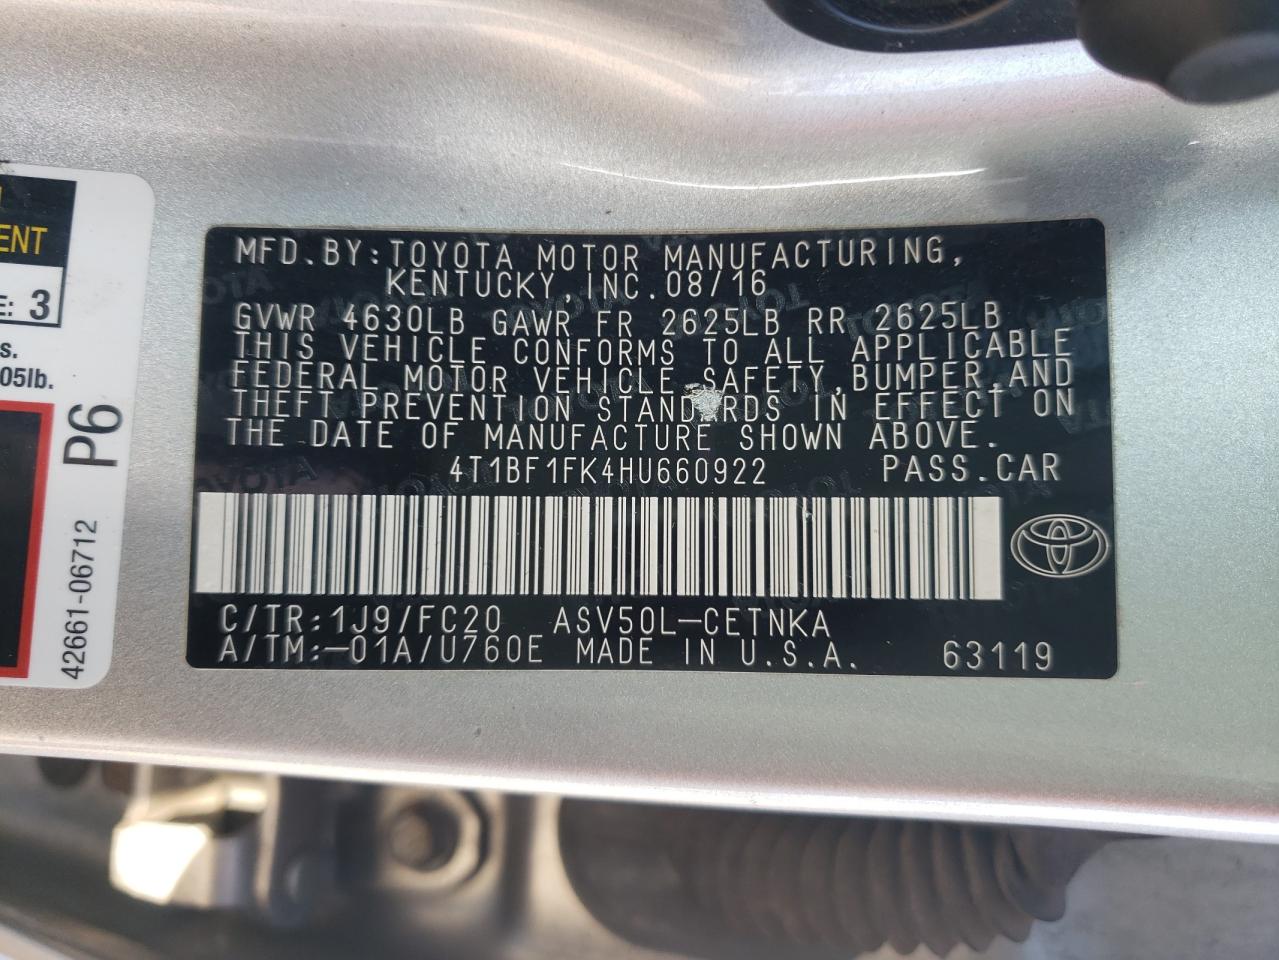 ENT
E: 3
s.
05lb.
P6
42661-06712
MFD.BY:TOYOTA MOTOR MANUFACTURING,
KENTUCKY,INC.08/16
GVWR 4630LB GAWR FR 2625LB RR 2625LB
THIS VEHICLE CONFORMS TO ALL APPLICABLE
FEDERAL MOTOR VEHICLE SAFETY,BUMPER,AND
THEFT PREVENTION STANDARDS IN EFFECT ON
THE DATE OF MANUFACTURE SHOWN ABOVE.
4T1BF1FK4HU660922 PASS.CAR
C/TR:1J9/FC20 ASV50L-CETNKA
A/TM:-01A/U760E MADE IN U.S.A. 63119